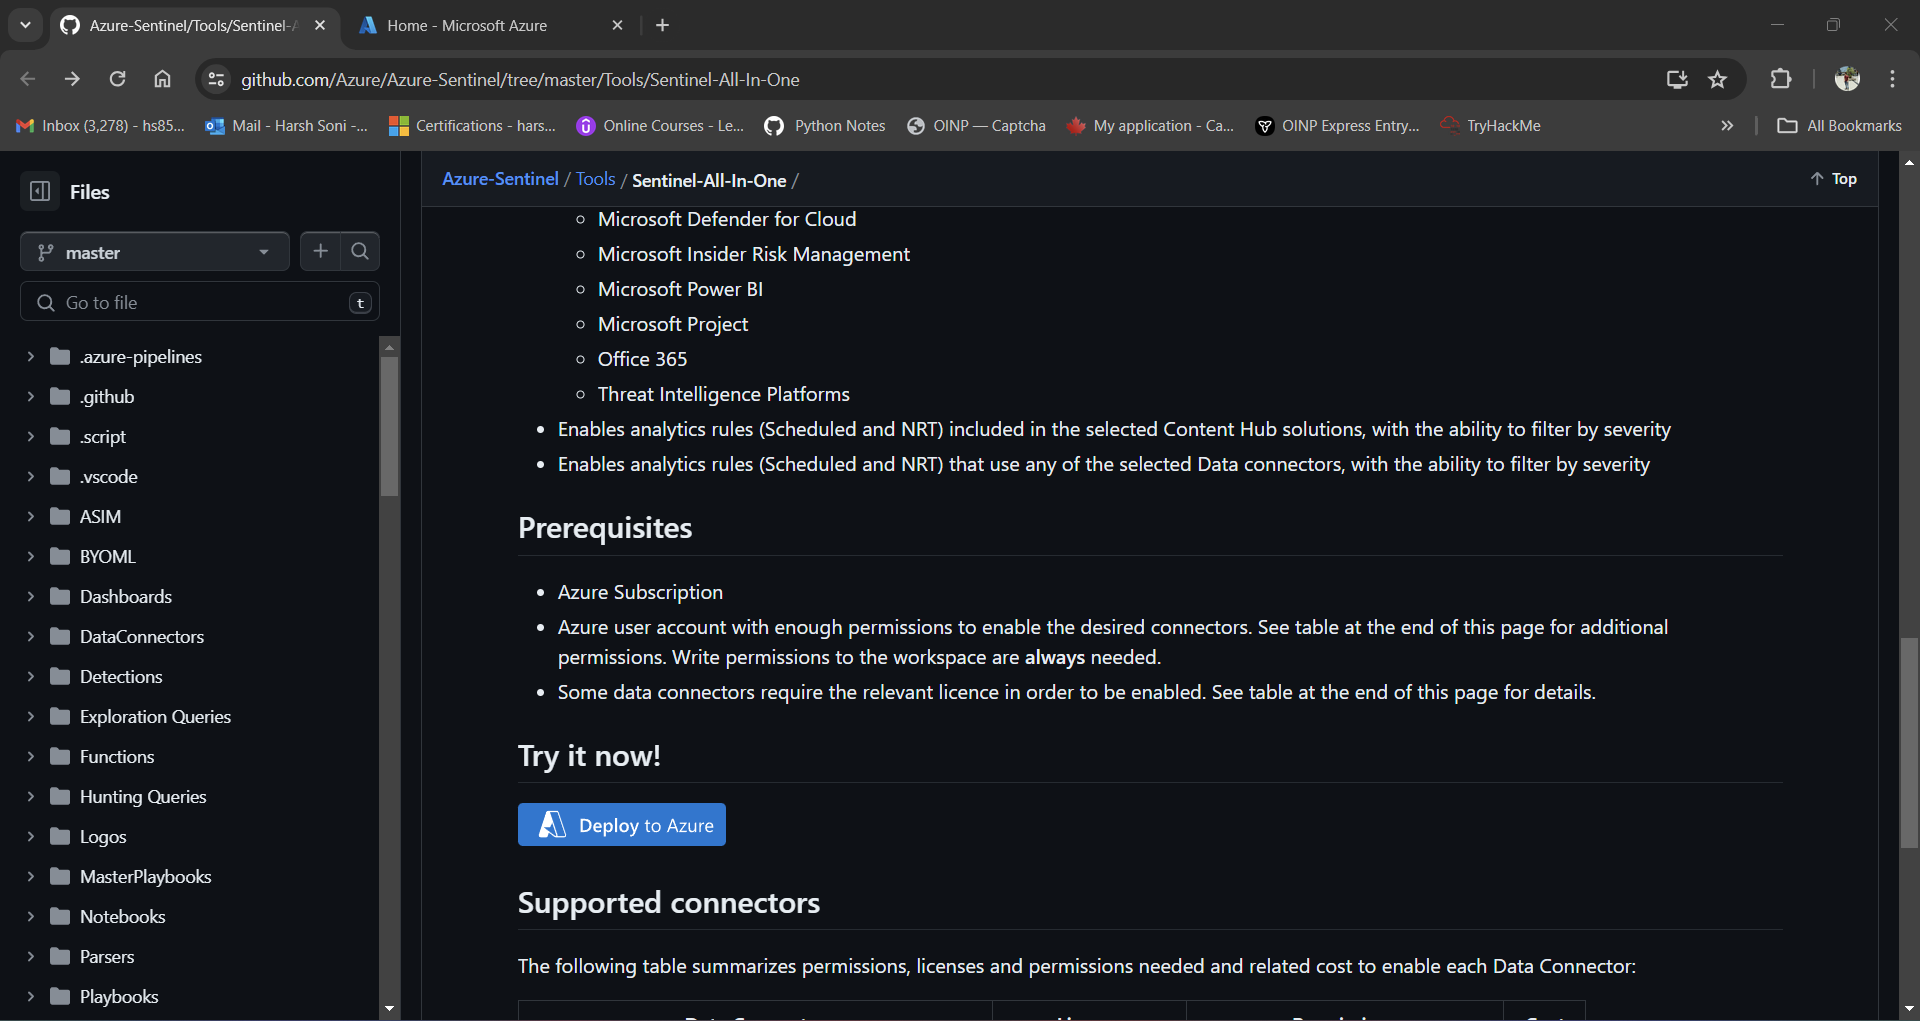 Azure-Sentinel/Tools/Sentinel-A
Home - Microsoft Azure
github.com/Azure/Azure-Sentinel/tree/master/Tools/Sentinel-All-In-One
Inbox (3,278) - hs85...
Mail - Harsh Soni -...
Certifications - hars...
Online Courses - Le...
Python Notes
OINP — Captcha
My application - Ca...
OINP Express Entry...
TryHackMe
All Bookmarks
Files
master
Go to file
t
.azure-pipelines
.github
.script
.vscode
ASIM
BYOML
Dashboards
DataConnectors
Detections
Exploration Queries
Functions
Hunting Queries
Logos
MasterPlaybooks
Notebooks
Parsers
Playbooks
Azure-Sentinel / Tools / Sentinel-All-In-One /
Top
Microsoft Defender for Cloud
Microsoft Insider Risk Management
Microsoft Power BI
Microsoft Project
Office 365
Threat Intelligence Platforms
Enables analytics rules (Scheduled and NRT) included in the selected Content Hub solutions, with the ability to filter by severity
Enables analytics rules (Scheduled and NRT) that use any of the selected Data connectors, with the ability to filter by severity
Prerequisites
Azure Subscription
Azure user account with enough permissions to enable the desired connectors. See table at the end of this page for additional
permissions. Write permissions to the workspace are always needed.
Some data connectors require the relevant licence in order to be enabled. See table at the end of this page for details.
Try it now!
Deploy to Azure
Supported connectors
The following table summarizes permissions, licenses and permissions needed and related cost to enable each Data Connector: